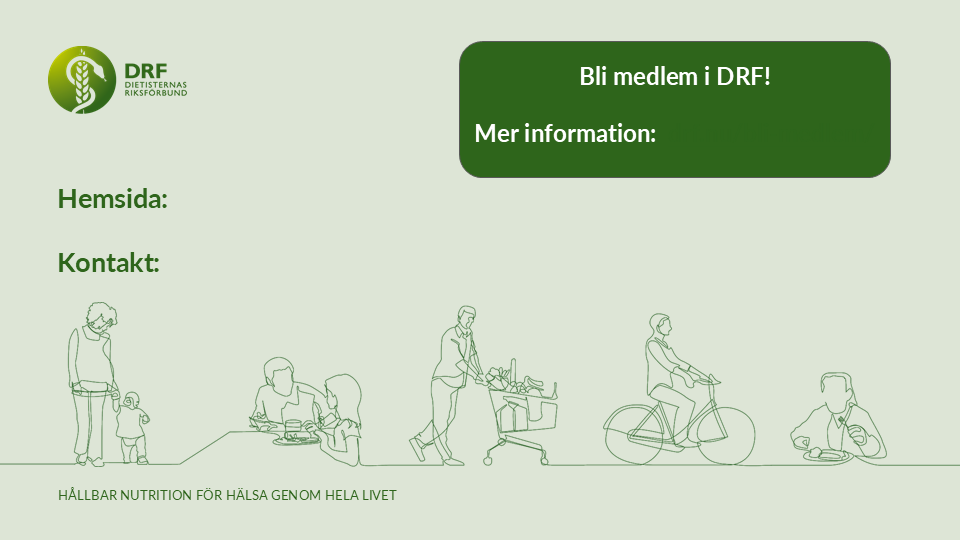 DRF
DIETISTERNAS
RIKSFÖRBUND
Bli medlem i DRF!
Mer information:
Hemsida:
Kontakt:
HÅLLBAR NUTRITION FÖR HÄLSA GENOM HELA LIVET